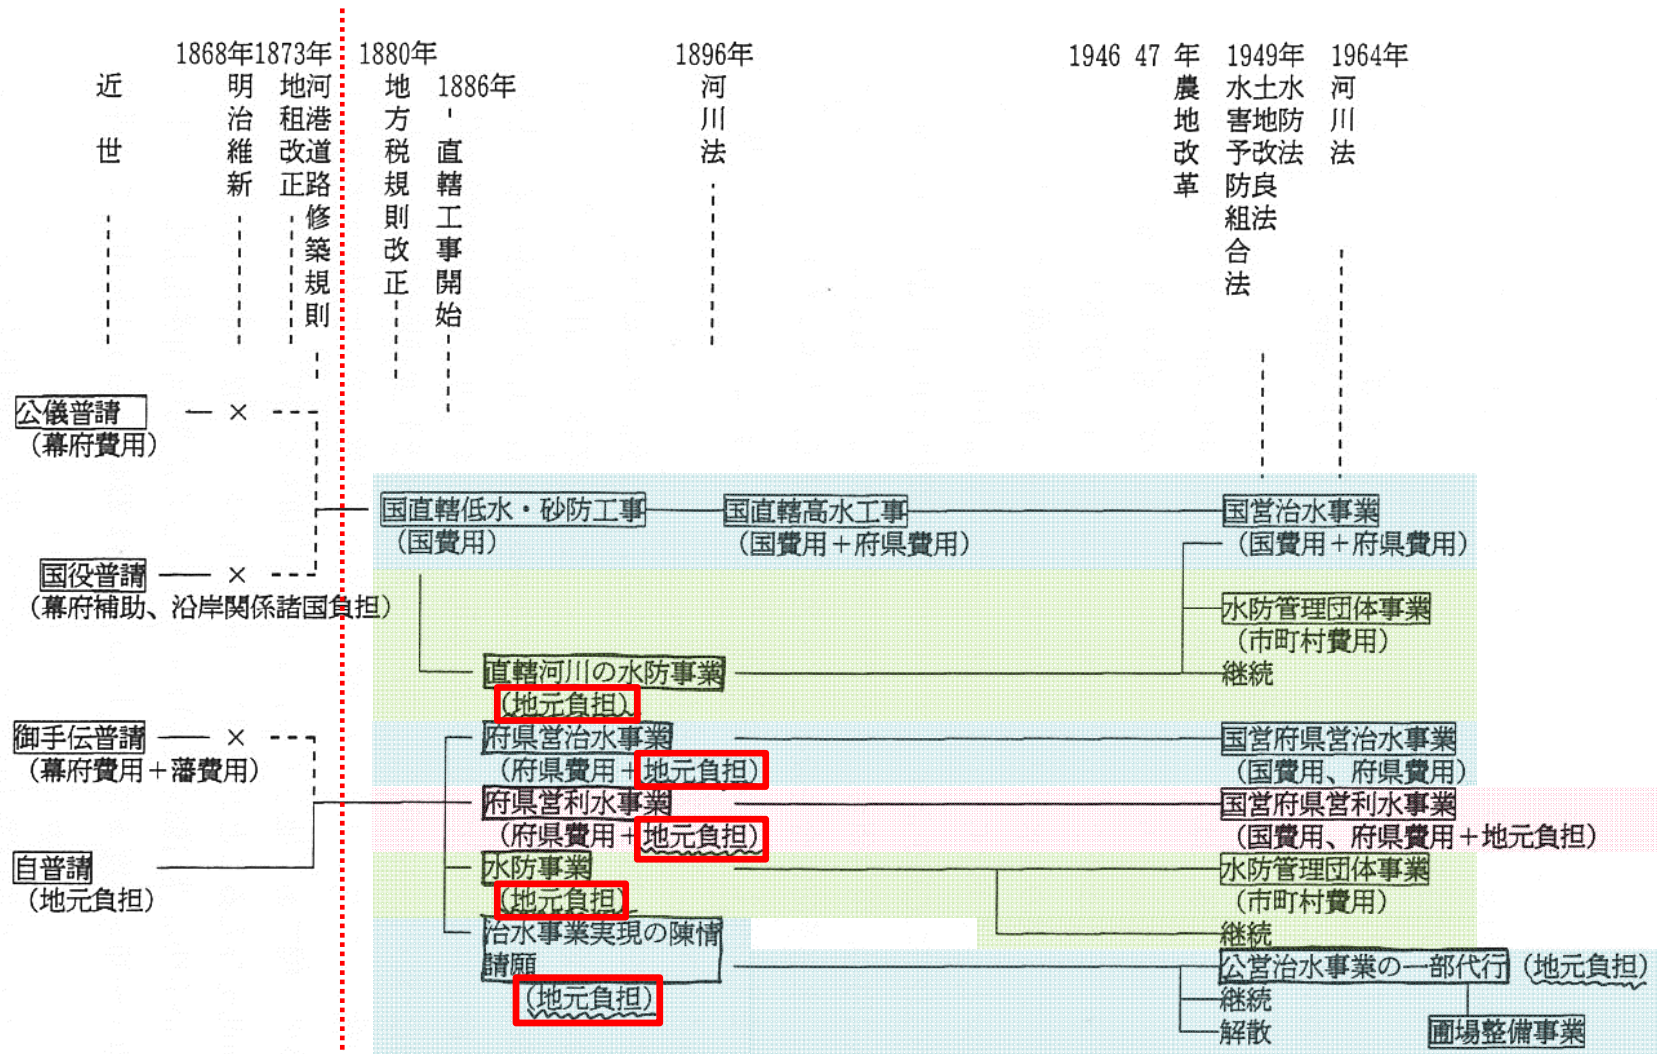 近世
1868年
明治維新
1873年
地租改正
河港道路修築規則
1880年
地方税規則改正
1886年
直轄工事開始
1896年
河川法
1946 47 年
農地改革
1949年
水害予防組合法
土地改良法
水防法
1964年
河川法
公儀普請
(幕府費用)
国役普請
(幕府補助、沿岸関係諸国負担)
御手伝普請
(幕府費用+藩費用)
自普請
(地元負担)
国直轄低水・砂防工事
(国費用)
国直轄高水工事
(国費用+府県費用)
国営治水事業
(国費用+府県費用)
水防管理団体事業
(市町村費用)
継続
直轄河川の水防事業
(地元負担)
府県営治水事業
(府県費用+地元負担)
国営府県営治水事業
(国費用、府県費用)
府県営利水事業
(府県費用+地元負担)
国営府県営利水事業
(国費用、府県費用+地元負担)
水防事業
(地元負担)
水防管理団体事業
(市町村費用)
継続
治水事業実現の陳情
請願
(地元負担)
公営治水事業の一部代行 (地元負担)
継続
解散
圃場整備事業